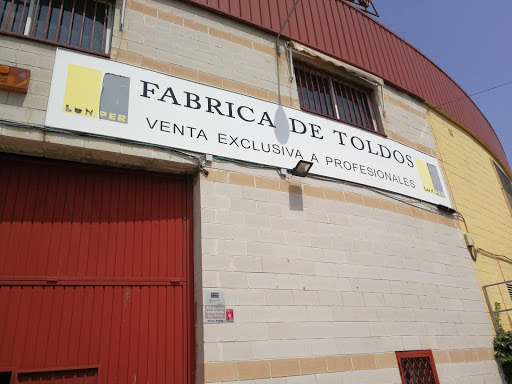 LUMPER
FABRICA DE TOLDOS
VENTA EXCLUSIVA A PROFESIONALES